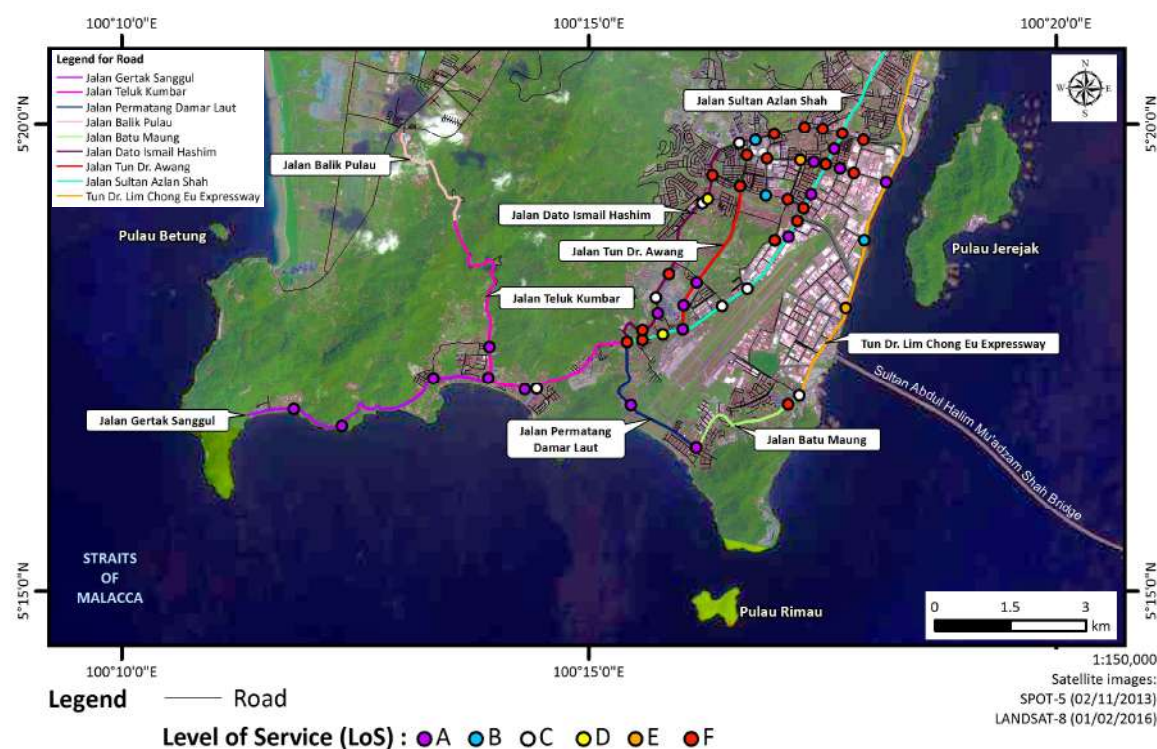 100°10'0"E
100°15'0"E
100°20'0"E
Legend for Road
Jalan Gertak Sanggul
Jalan Teluk Kumbar
Jalan Permatang Damar Laut
Jalan Balik Pulau
Jalan Batu Maung
Jalan Dato Ismail Hashim
Jalan Tun Dr. Awang
Jalan Sultan Azlan Shah
Tun Dr. Lim Chong Eu Expressway
N
W
E
S
Jalan Sultan Azlan Shah
5°20'0"N
5°20'0"N
Jalan Balik Pulau
Jalan Dato Ismail Hashim
Pulau Betung
Jalan Tun Dr. Awang
Pulau Jerejak
Jalan Teluk Kumbar
Tun Dr. Lim Chong Eu Expressway
Sultan Abdul Halim Mu'adzam Shah Bridge
Jalan Gertak Sanggul
Jalan Permatang
Damar Laut
Jalan Batu Maung
STRAITS
OF
MALACCA
5°15'0"N
5°15'0"N
Pulau Rimau
0 1.5 3
km
100°10'0"E
100°15'0"E
100°20'0"E
1:150,000
Satellite images:
SPOT-5 (02/11/2013)
LANDSAT-8 (01/02/2016)
Legend Road
Level of Service (LoS) : A B C D E F